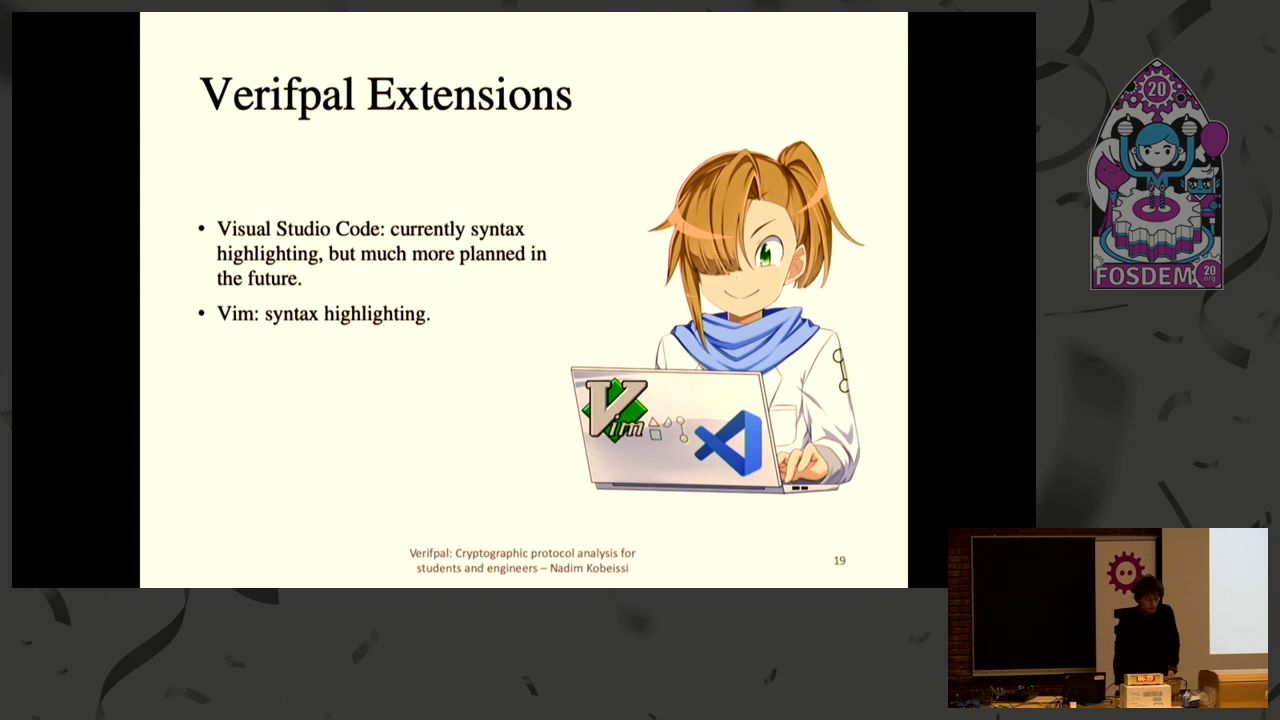 Verifpal Extensions
• Visual Studio Code: currently syntax
highlighting, but much more planned in
the future.
• Vim: syntax highlighting.
Vim
Verifpal: Cryptographic protocol analysis for
students and engineers – Nadim Kobeissi
19
20
FOSDEM
20
.org